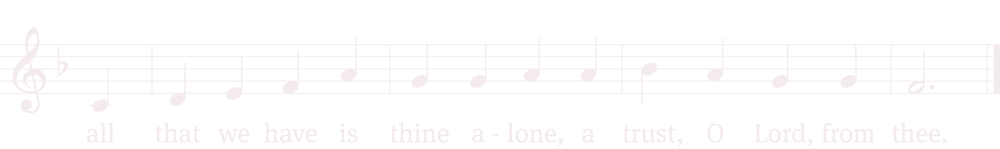 all that we have is thine a - lone, a trust, O Lord, from thee.